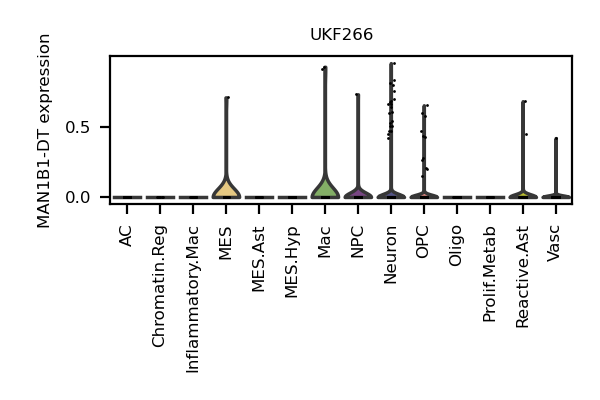 UKF266
MAN1B1-DT expression
0.5
0.0
AC
Chromatin.Reg
Inflammatory.Mac
MES
MES.Ast
MES.Hyp
Mac
NPC
Neuron
OPC
Oligo
Prolif.Metab
Reactive.Ast
Vasc